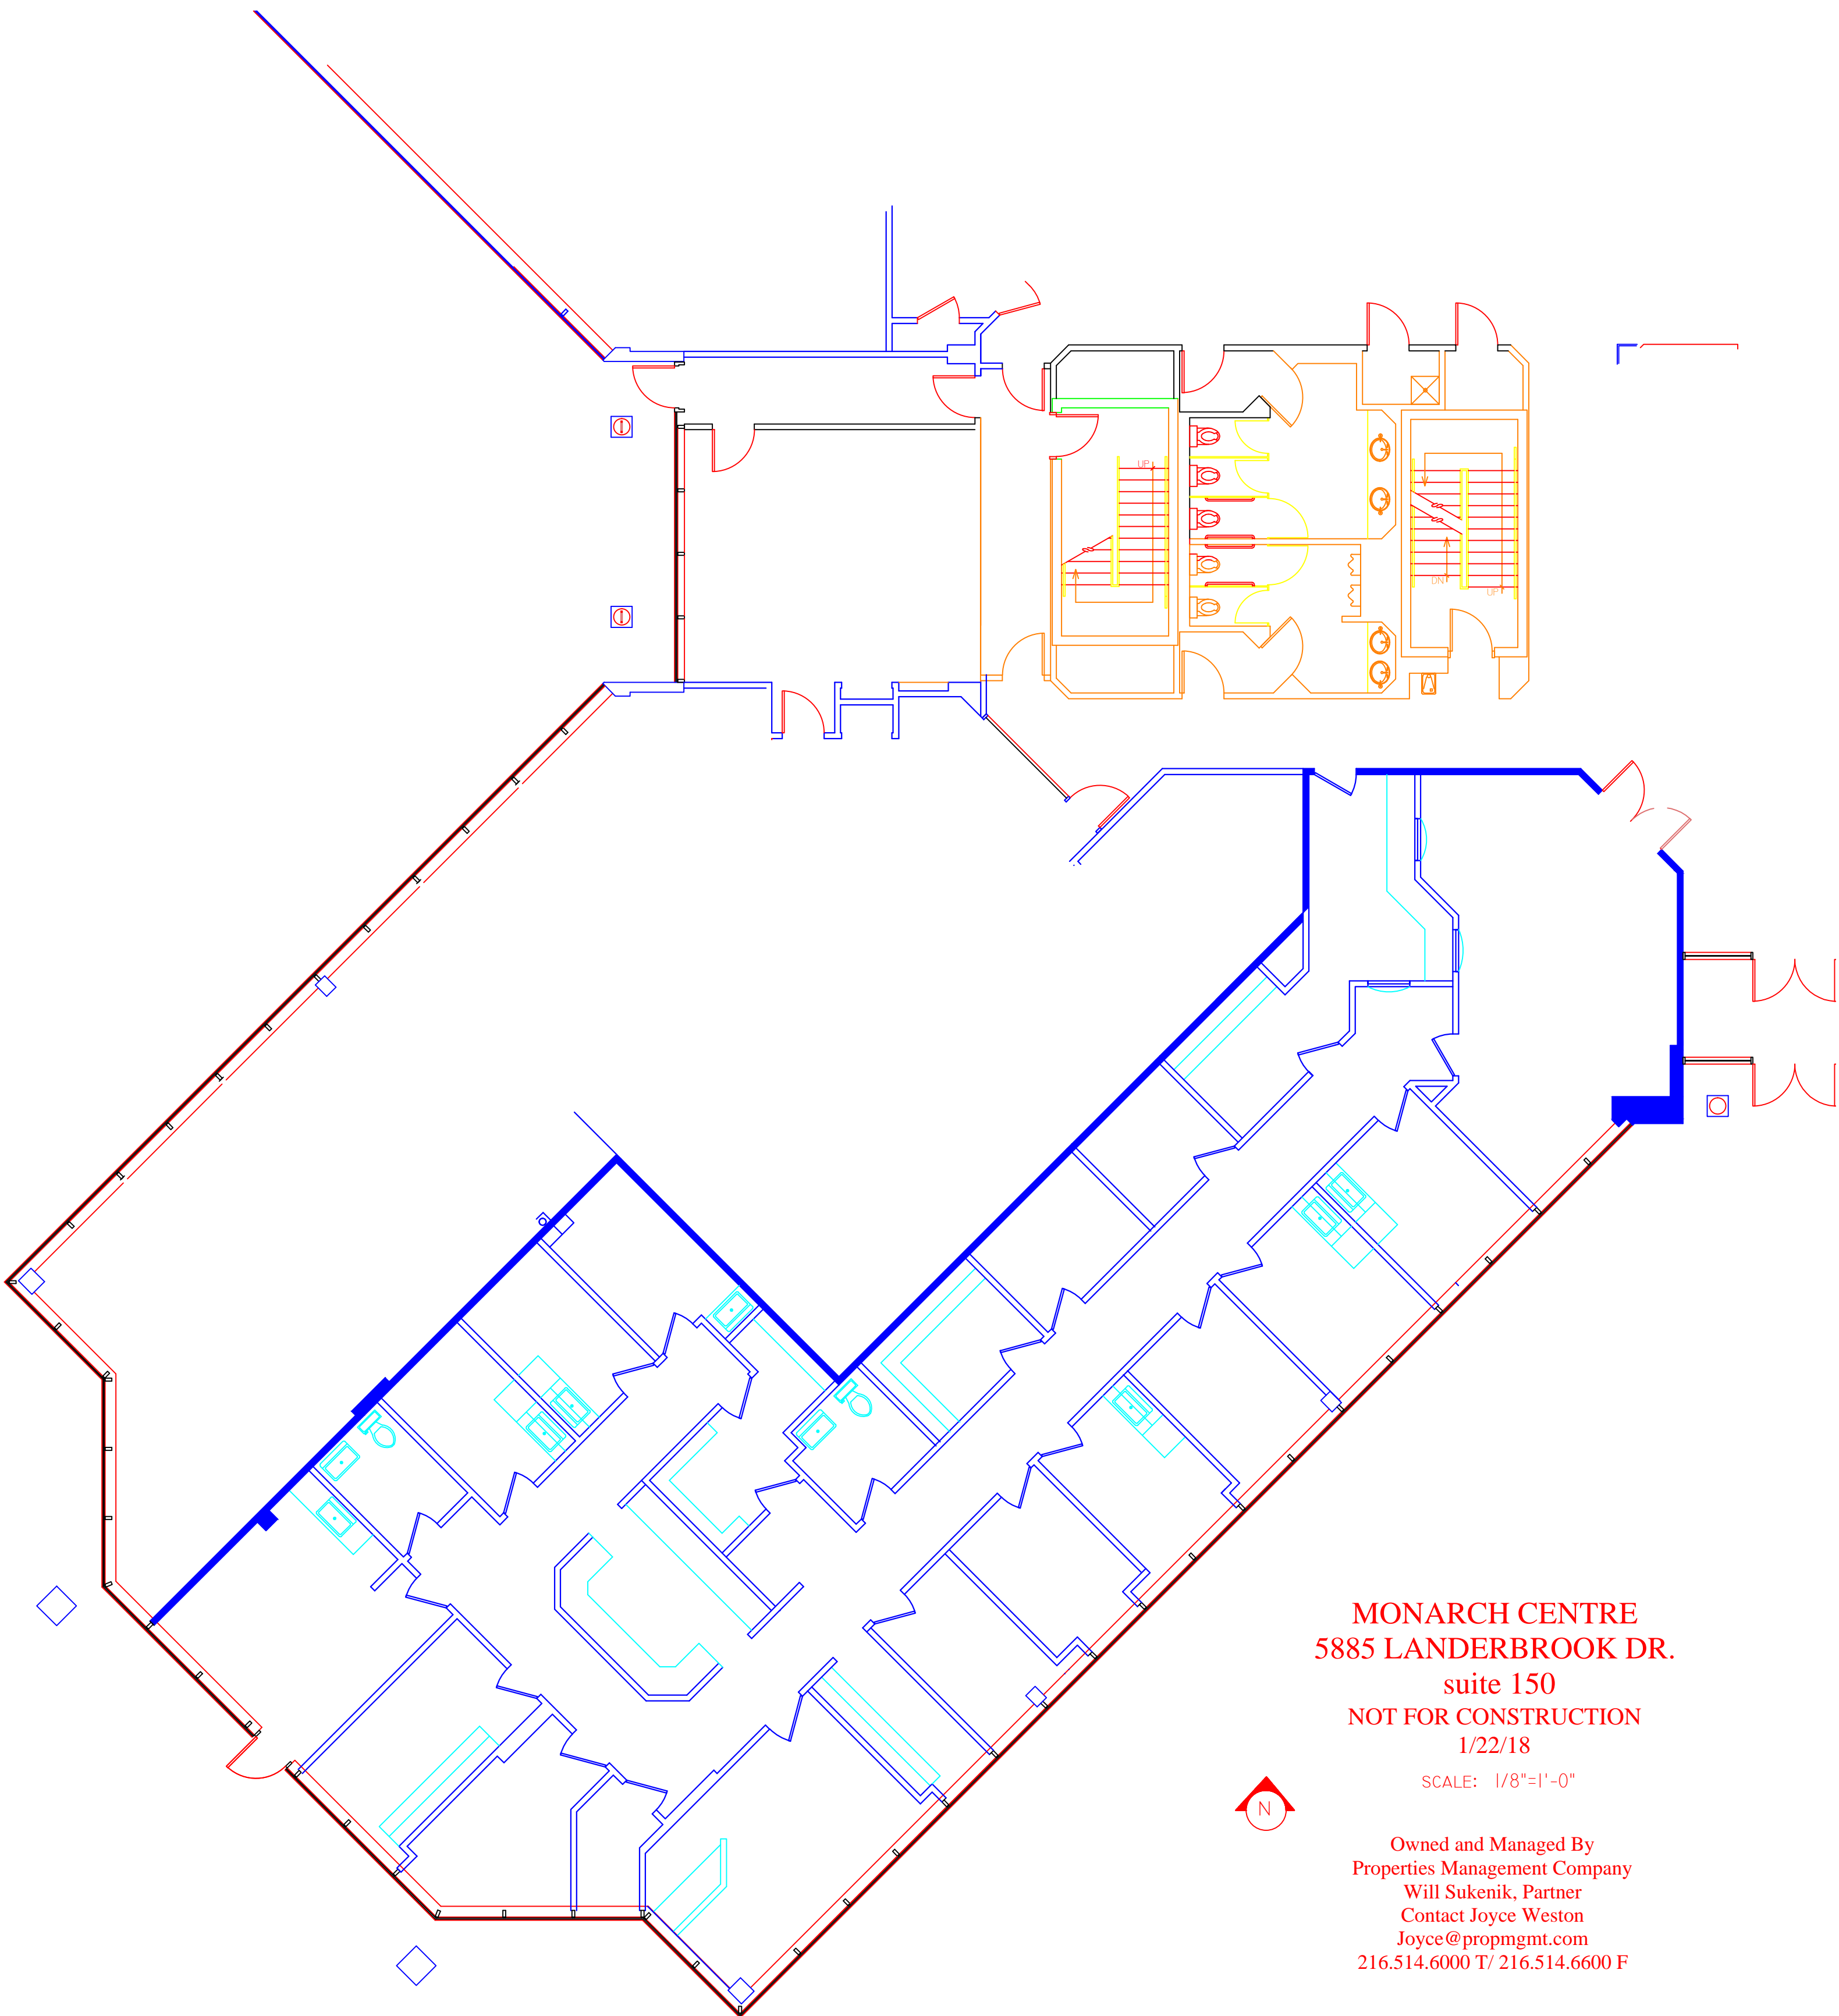 UP
DN
UP
MONARCH CENTRE
5885 LANDERBROOK DR.
suite 150
NOT FOR CONSTRUCTION
1/22/18
SCALE: 1/8"=1'-0"
N
Owned and Managed By
Properties Management Company
Will Sukenik, Partner
Contact Joyce Weston
Joyce@propmgmt.com
216.514.6000 T/ 216.514.6600 F